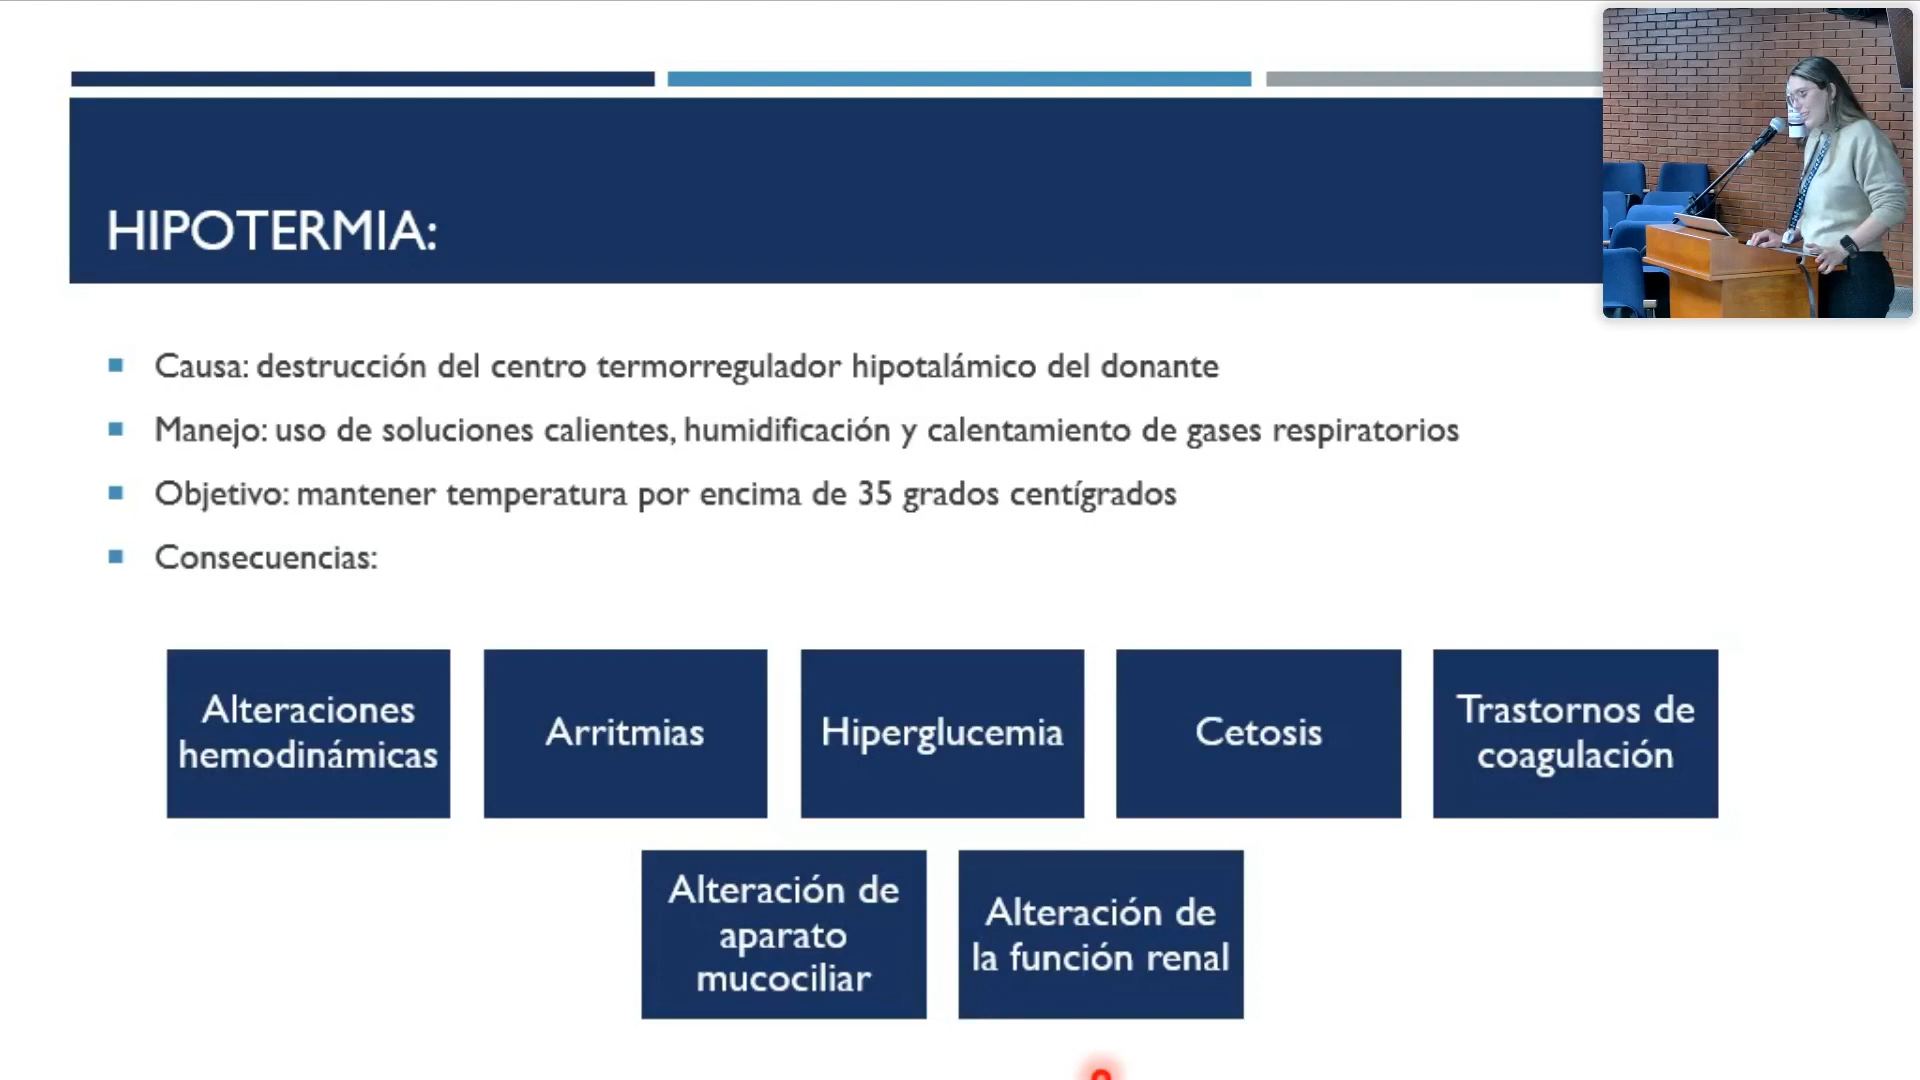 HIPOTERMIA:
Causa: destrucción del centro termorregulador hipotalámico del donante
Manejo: uso de soluciones calientes, humidificación y calentamiento de gases respiratorios
Objetivo: mantener temperatura por encima de 35 grados centígrados
Consecuencias:
Alteraciones
hemodinámicas
Arritmias
Hiperglucemia
Cetosis
Trastornos de
coagulación
Alteración de
aparato
mucociliar
Alteración de
la función renal